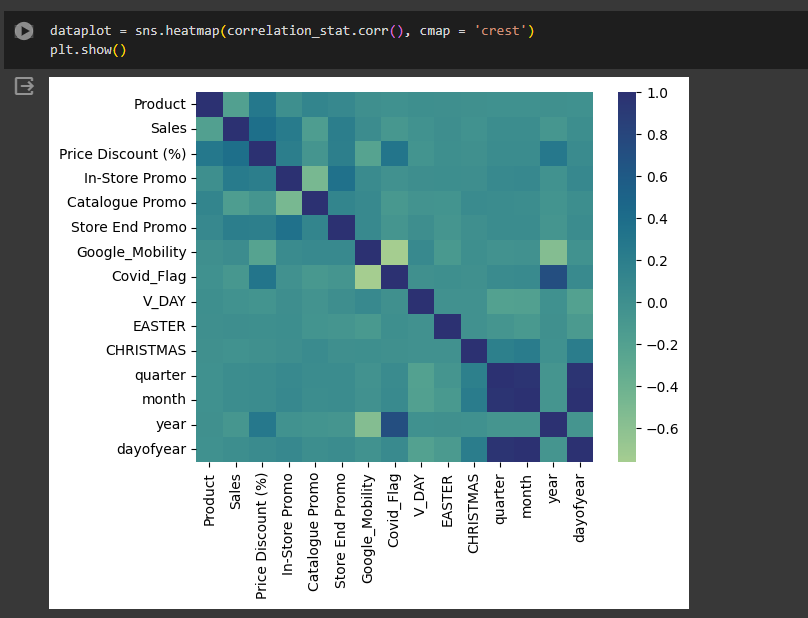 dataplot = sns.heatmap(correlation_stat.corr(), cmap = 'crest')
plt.show()
Product
Sales
Price Discount (%)
In-Store Promo
Catalogue Promo
Store End Promo
Google_Mobility
Covid_Flag
V_DAY
EASTER
CHRISTMAS
quarter
month
year
dayofyear
Product
Sales
Price Discount (%)
In-Store Promo
Catalogue Promo
Store End Promo
Google_Mobility
Covid_Flag
V_DAY
EASTER
CHRISTMAS
quarter
month
year
dayofyear
1.0
0.8
0.6
0.4
0.2
0.0
−0.2
−0.4
−0.6